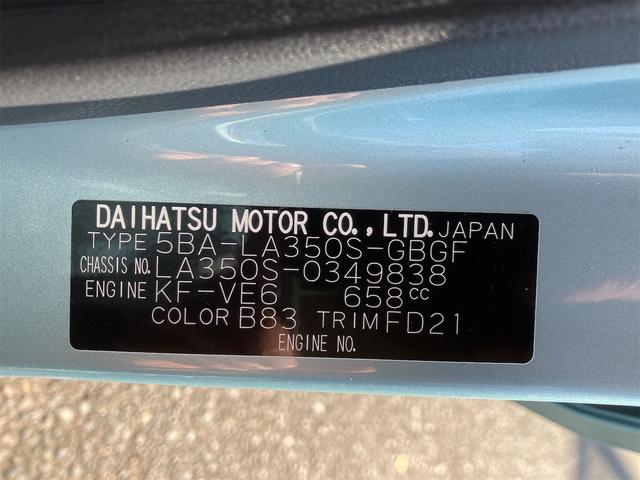 DAIHATSU MOTOR CO.,LTD. JAPAN
TYPE 5BA-LA350S-GBGF
CHASSIS NO. LA350S-0349838
ENGINE KF-VE6 658cc
COLOR B83 TRIM FD21
ENGINE NO.